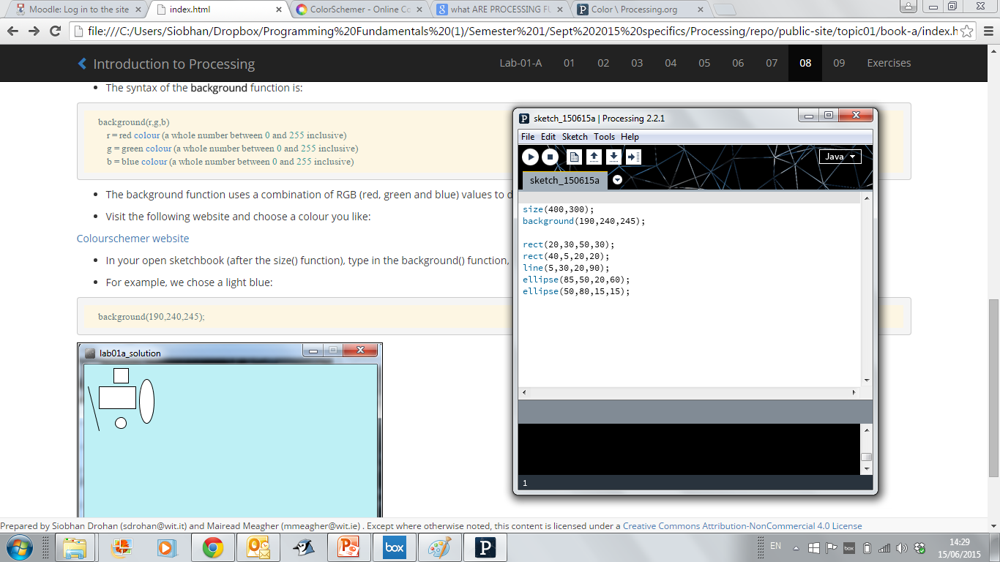 Moodle: Log in to the site
index.html
ColorSchemer - Online Co
what ARE PROCESSING FU
Color \ Processing.org
file:///C:/Users/Siobhan/Dropbox/Programming%20Fundamentals%20(1)/Semester%201/Sept%202015%20specifics/Processing/repo/public-site/topic01/book-a/index.h
Introduction to Processing
Lab-01-A 01 02 03 04 05 06 07 08 09 Exercises
• The syntax of the background function is:
background(r,g,b)
r = red colour (a whole number between 0 and 255 inclusive)
g = green colour (a whole number between 0 and 255 inclusive)
b = blue colour (a whole number between 0 and 255 inclusive)
• The background function uses a combination of RGB (red, green and blue) values to d
• Visit the following website and choose a colour you like:
Colourschemer website
• In your open sketchbook (after the size() function), type in the background() function,
• For example, we chose a light blue:
background(190,240,245);
lab01a_solution
sketch_150615a | Processing 2.2.1
File Edit Sketch Tools Help
Java
sketch_150615a
size(400,300);
background(190,240,245);
rect(20,30,50,30);
rect(40,5,20,20);
line(5,30,20,90);
ellipse(85,50,20,60);
ellipse(50,80,15,15);
1
Prepared by Siobhan Drohan (sdrohan@wit.ie) and Mairead Meagher (mmeagher@wit.ie) . Except where otherwise noted, this content is licensed under a Creative Commons Attribution-NonCommercial 4.0 License
box
P
EN
box
14:29
15/06/2015